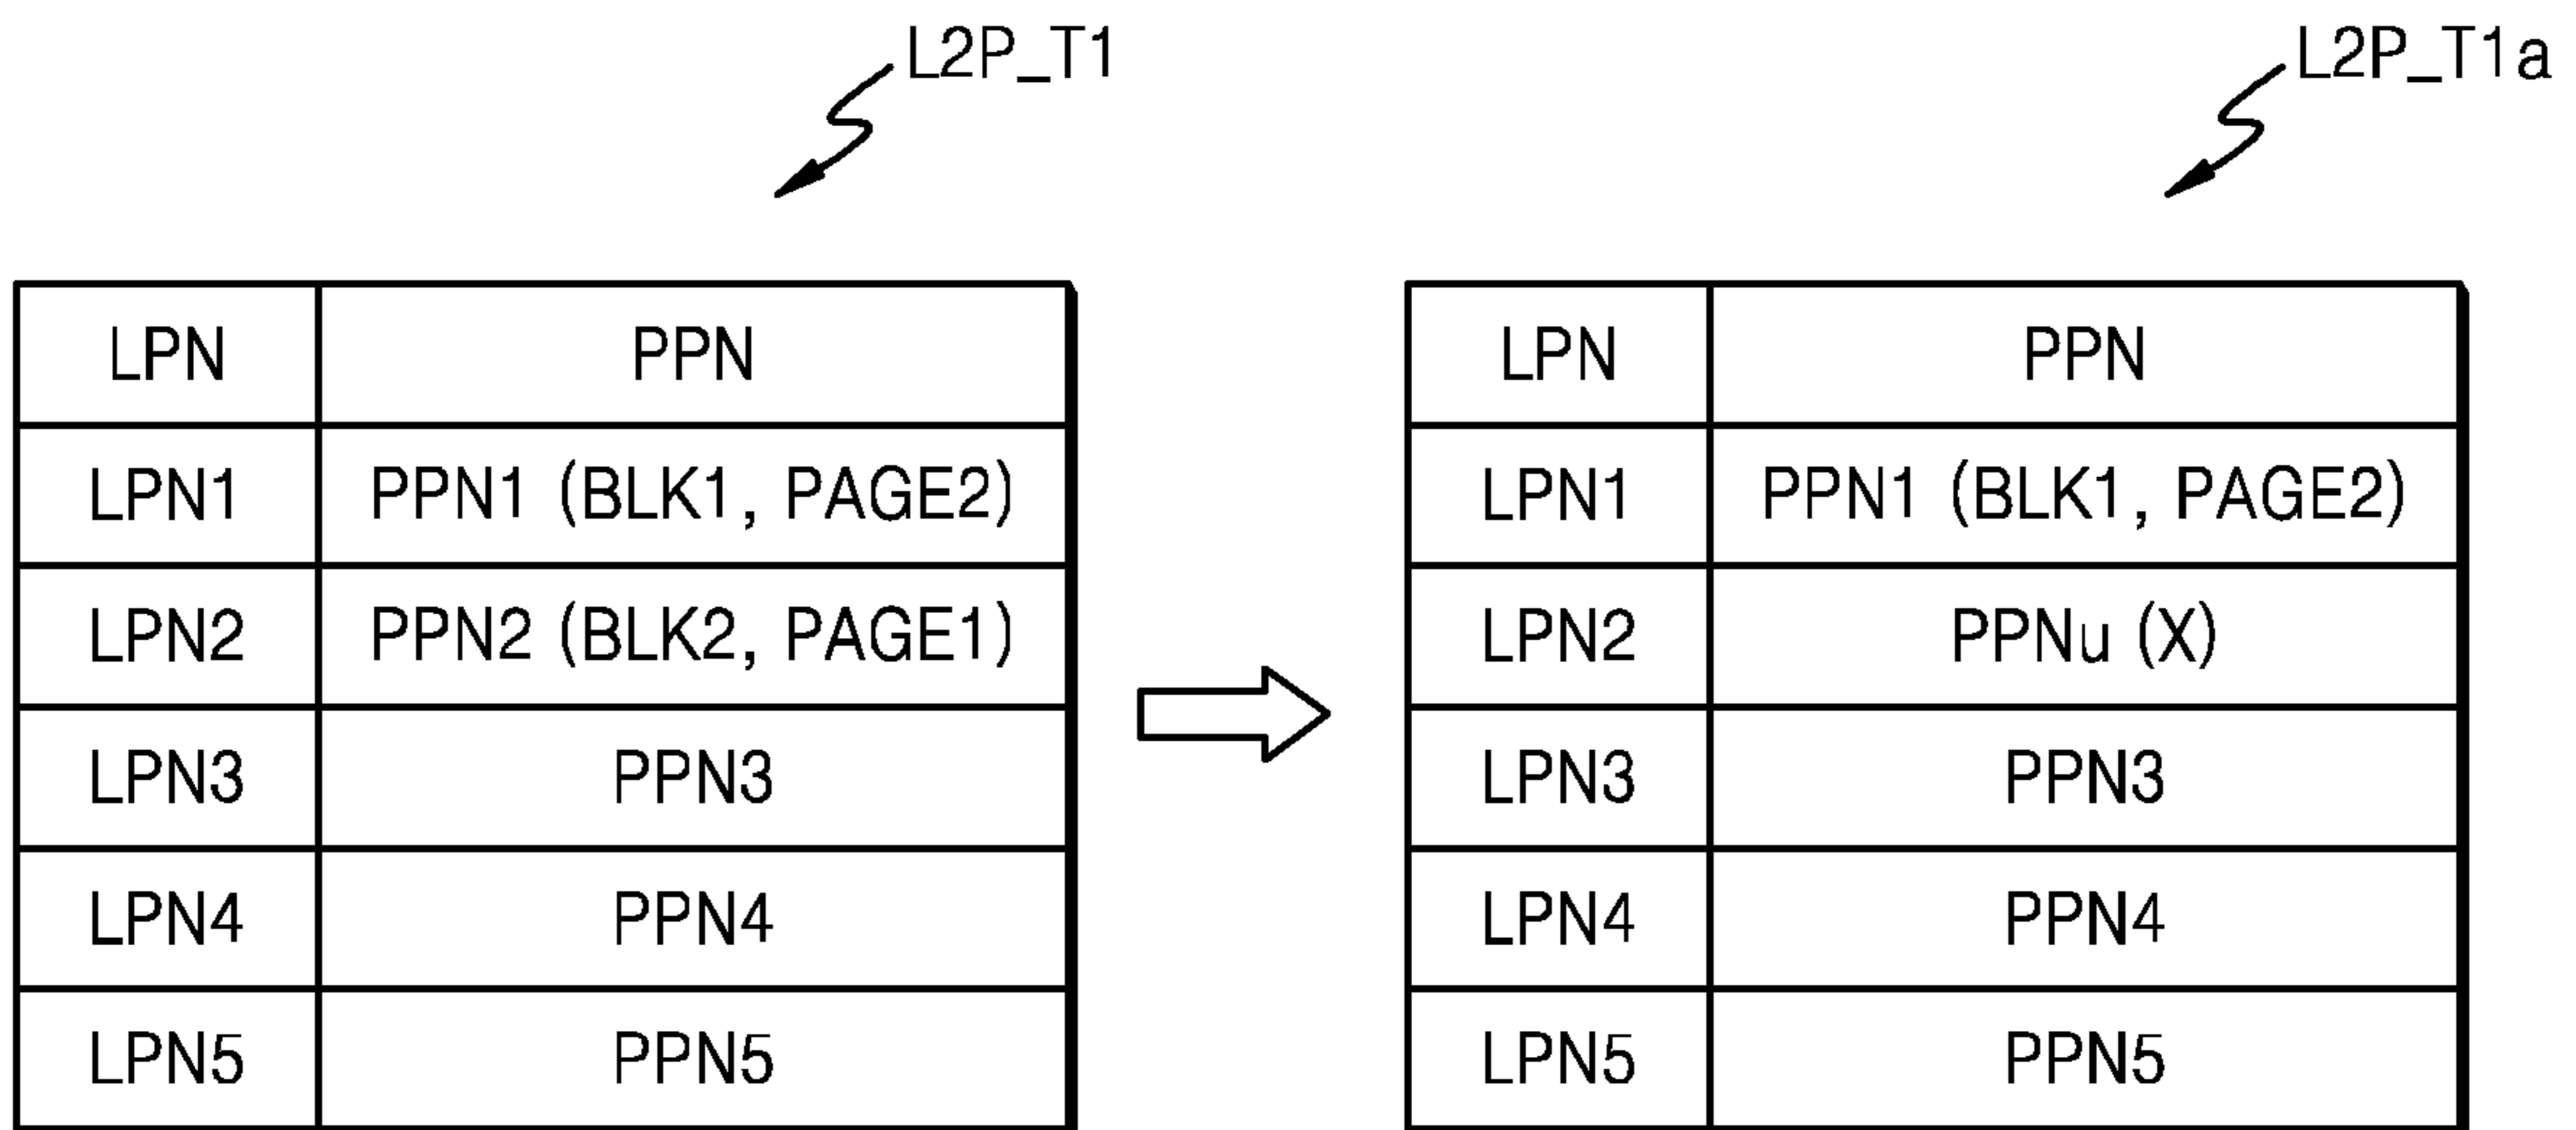 L2P_T1
LPN PPN
LPN1 PPN1 (BLK1, PAGE2)
LPN2 PPN2 (BLK2, PAGE1)
LPN3 PPN3
LPN4 PPN4
LPN5 PPN5
L2P_T1a
LPN PPN
LPN1 PPN1 (BLK1, PAGE2)
LPN2 PPNu (X)
LPN3 PPN3
LPN4 PPN4
LPN5 PPN5